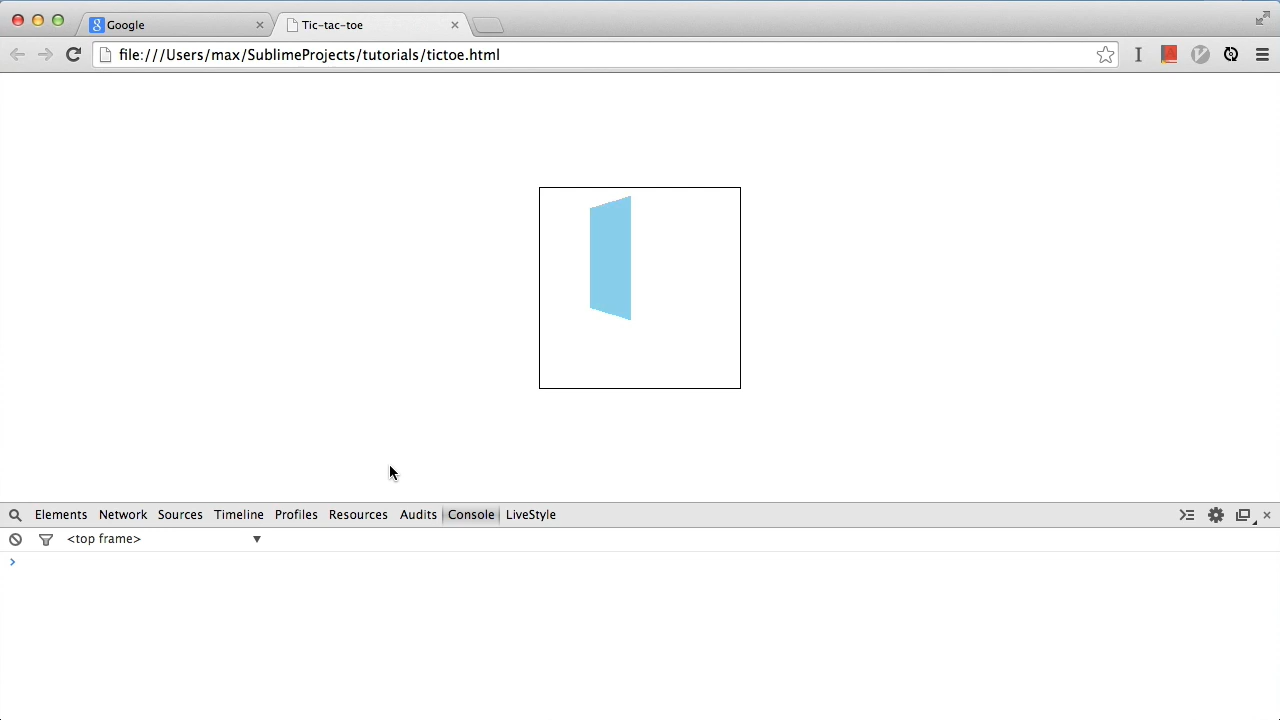 Google
Tic-tac-toe
file:///Users/max/SublimeProjects/tutorials/tictoe.html
Elements Network Sources Timeline Profiles Resources Audits Console LiveStyle
<top frame>